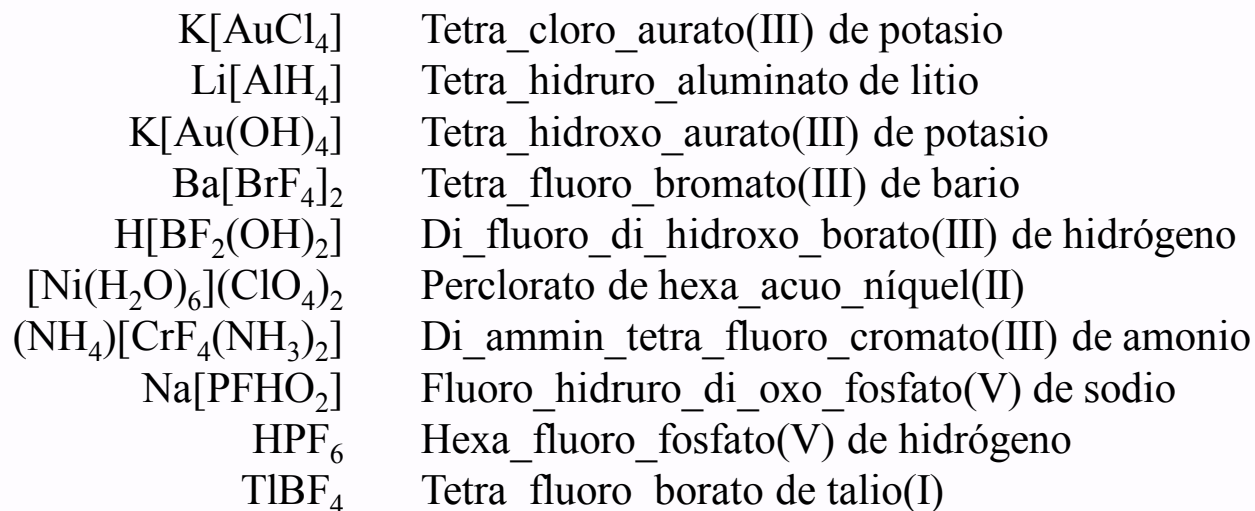 K[AuCl₄] Tetra_cloro_aurato(III) de potasio
Li[AlH₄] Tetra_hidruro_aluminato de litio
K[Au(OH)₄] Tetra_hidroxo_aurato(III) de potasio
Ba[BrF₄]₂ Tetra_fluoro_bromato(III) de bario
H[BF₂(OH)₂] Di_fluoro_di_hidroxo_borato(III) de hidrógeno
[Ni(H₂O)₆](ClO₄)₂ Perclorato de hexa_acuo_níquel(II)
(NH₄)[CrF₄(NH₃)₂] Di_ammin_tetra_fluoro_cromato(III) de amonio
Na[PFHO₂] Fluoro_hidruro_di_oxo_fosfato(V) de sodio
HPF₆ Hexa_fluoro_fosfato(V) de hidrógeno
TlBF₄ Tetra_fluoro_borato de talio(I)